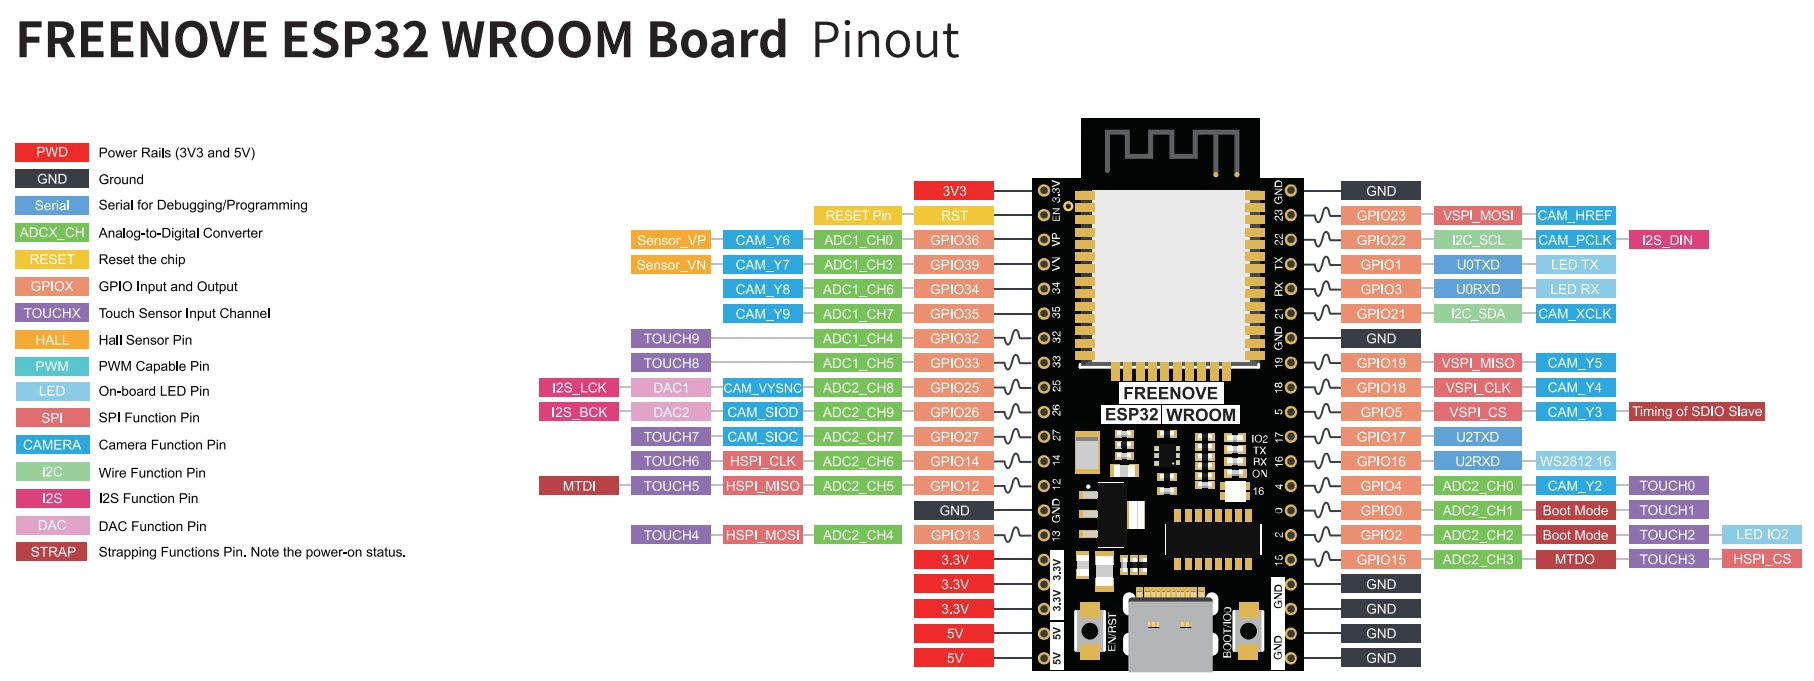 FREENOVE ESP32 WROOM Board Pinout
PWD Power Rails (3V3 and 5V)
GND Ground
Serial Serial for Debugging/Programming
ADCX_CH Analog-to-Digital Converter
RESET Reset the chip
GPIOX GPIO Input and Output
TOUCHX Touch Sensor Input Channel
HALL Hall Sensor Pin
PWM PWM Capable Pin
LED On-board LED Pin
SPI SPI Function Pin
CAMERA Camera Function Pin
I2C Wire Function Pin
I2S I2S Function Pin
DAC DAC Function Pin
STRAP Strapping Functions Pin. Note the power-on status.
3V3 3.3V GND GND
RESET Pin RST EN 23 GPIO23 VSPI_MOSI CAM_HREF
Sensor_VP CAM_Y6 ADC1_CH0 GPIO36 VP 22 GPIO22 I2C_SCL CAM_PCLK I2S_DIN
Sensor_VN CAM_Y7 ADC1_CH3 GPIO39 VN TX GPIO1 U0TXD LED TX
CAM_Y8 ADC1_CH6 GPIO34 34 RX GPIO3 U0RXD LED RX
CAM_Y9 ADC1_CH7 GPIO35 35 21 GPIO21 I2C_SDA CAM_XCLK
TOUCH9 ADC1_CH4 GPIO32 32 GND GND
TOUCH8 ADC1_CH5 GPIO33 33 19 GPIO19 VSPI_MISO CAM_Y5
I2S_LCK DAC1 CAM_VYSNC ADC2_CH8 GPIO25 25 FREENOVE 18 GPIO18 VSPI_CLK CAM_Y4
I2S_BCK DAC2 CAM_SIOD ADC2_CH9 GPIO26 26 ESP32 WROOM 5 GPIO5 VSPI_CS CAM_Y3 Timing of SDIO Slave
TOUCH7 CAM_SIOC ADC2_CH7 GPIO27 27 IO2 17 GPIO17 U2TXD
TX
RX
TOUCH6 HSPI_CLK ADC2_CH6 GPIO14 14 16 GPIO16 U2RXD WS2812 16
ON
MTDI TOUCH5 HSPI_MISO ADC2_CH5 GPIO12 12 16 4 GPIO4 ADC2_CH0 CAM_Y2 TOUCH0
GND GND 0 GPIO0 ADC2_CH1 Boot Mode TOUCH1
TOUCH4 HSPI_MOSI ADC2_CH4 GPIO13 13 2 GPIO2 ADC2_CH2 Boot Mode TOUCH2 LED IO2
3.3V 3.3V 15 GPIO15 ADC2_CH3 MTDO TOUCH3 HSPI_CS
3.3V 3.3V GND GND
3.3V GND
5V 5V EN/RST BOOT/IO0 GND GND
5V 5V GND